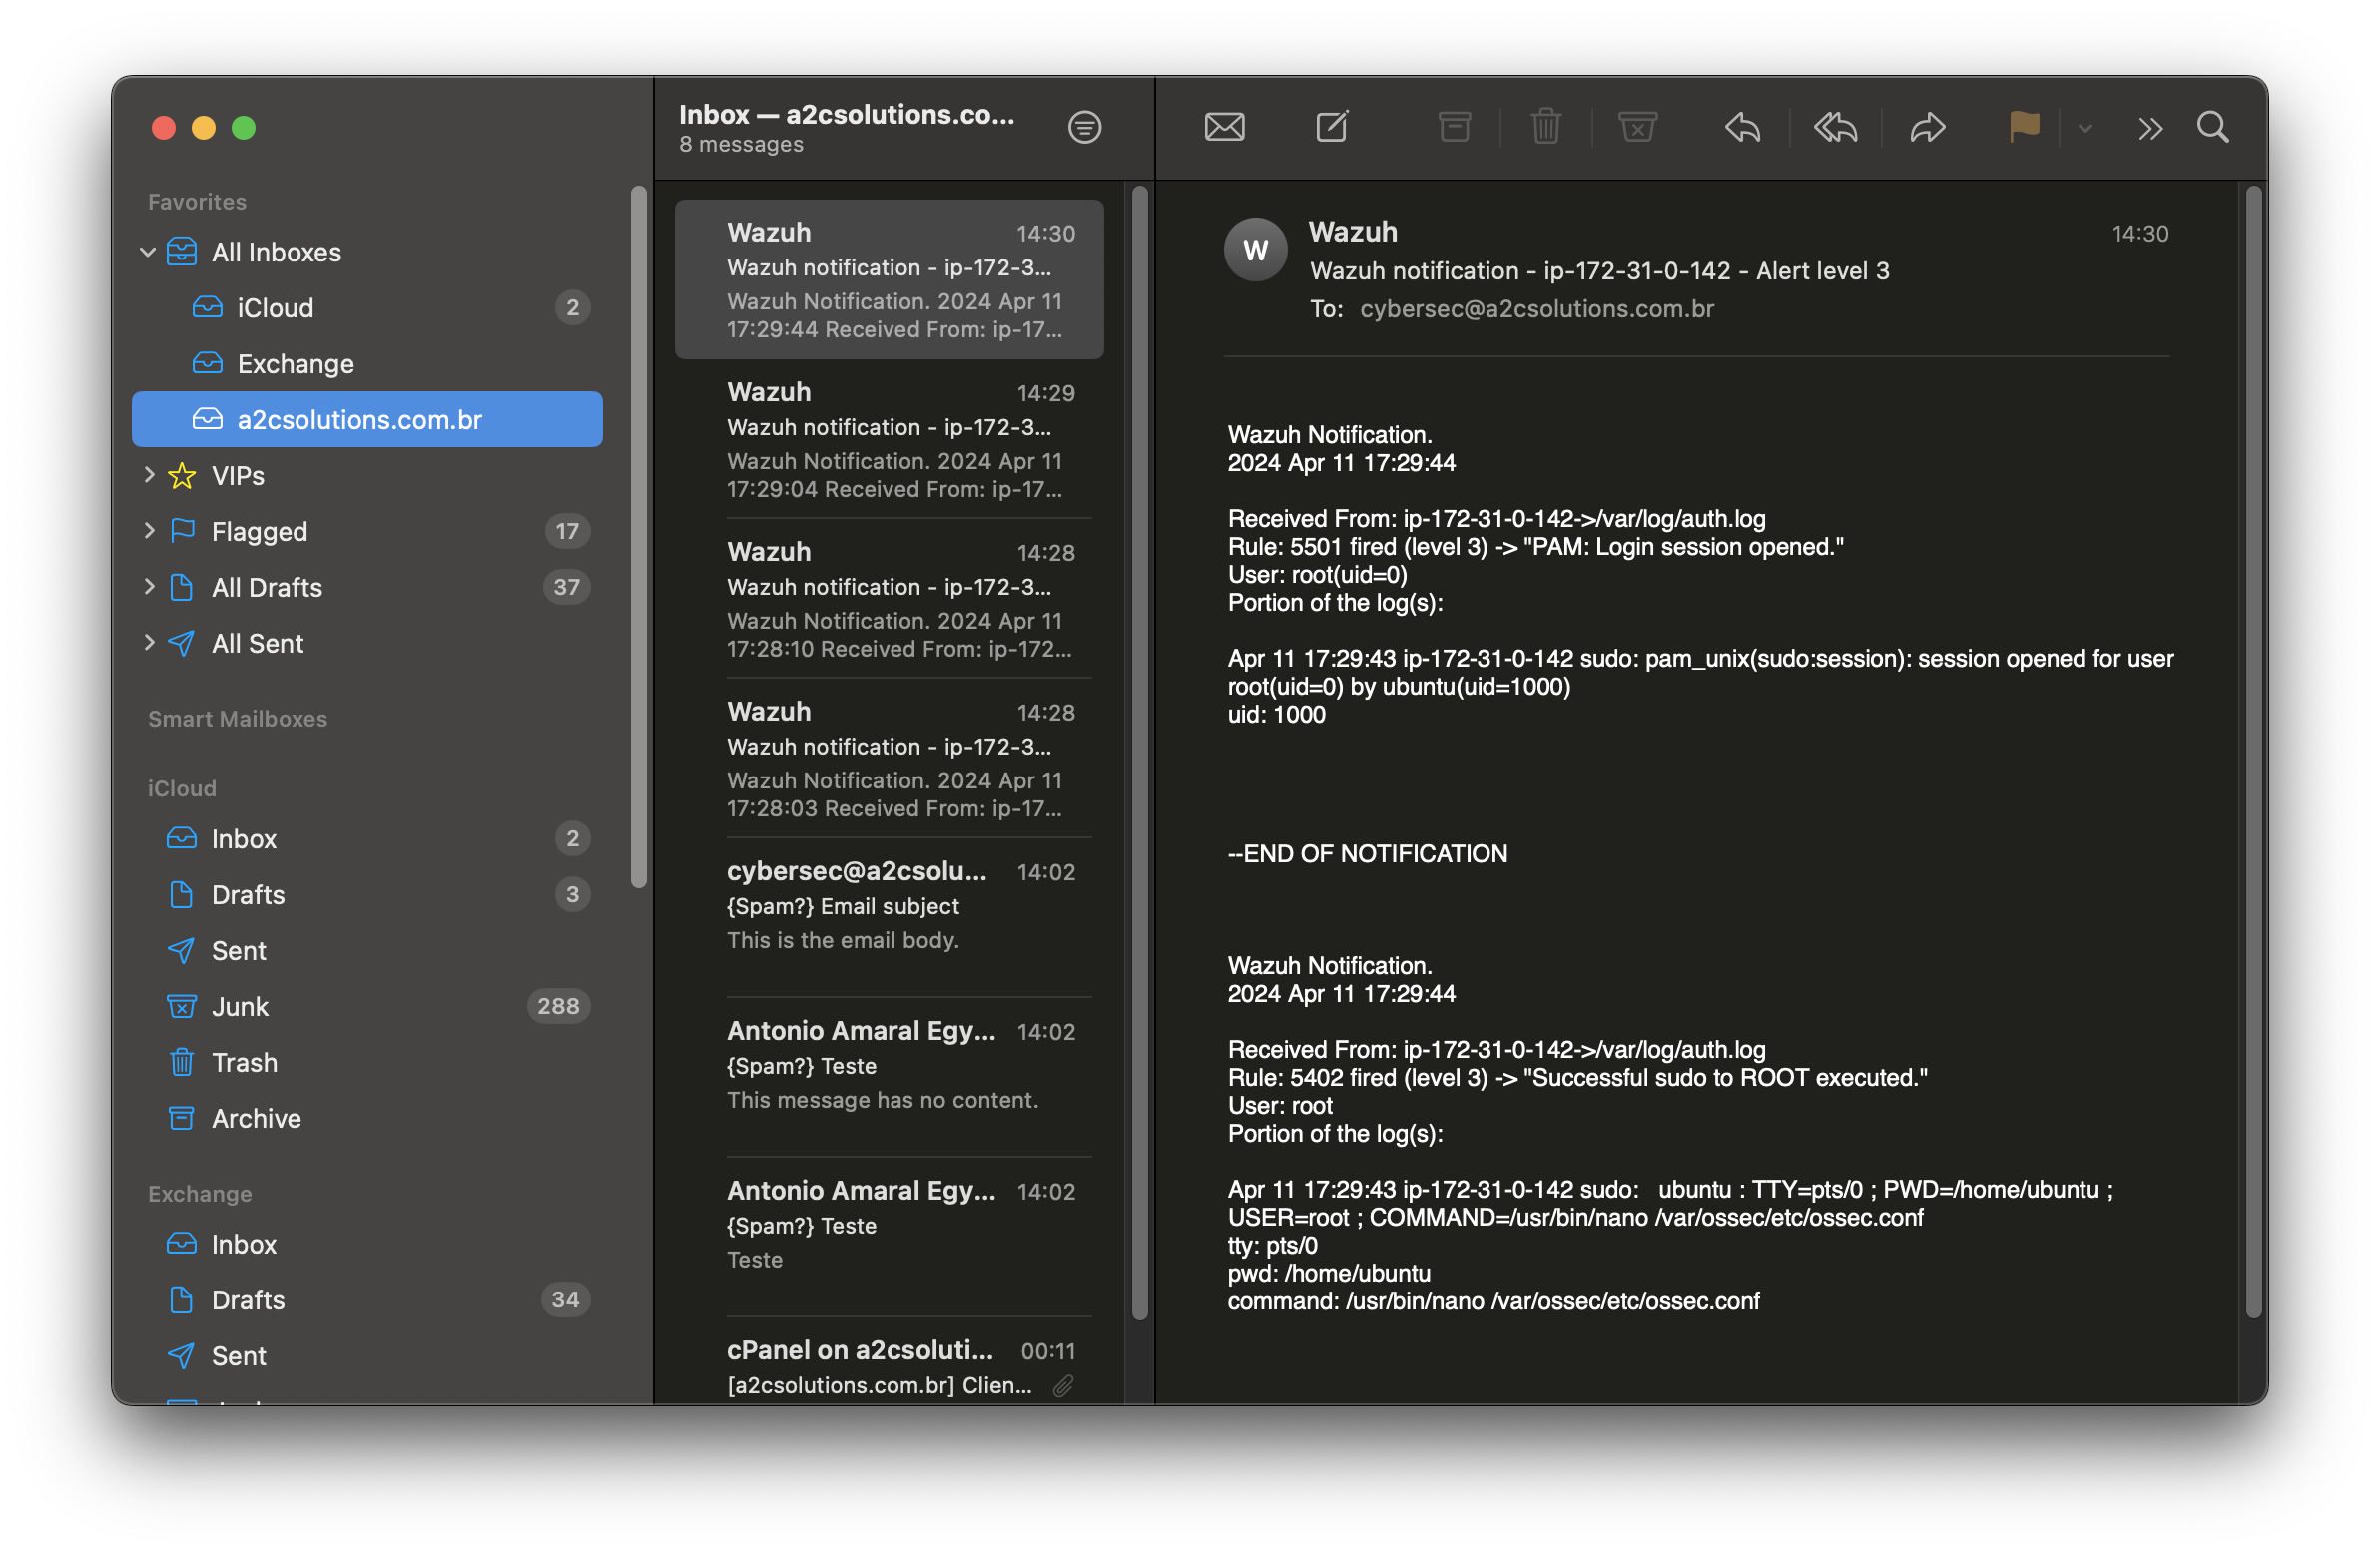 Favorites
All Inboxes
iCloud 2
Exchange
a2csolutions.com.br
VIPs
Flagged 17
All Drafts 37
All Sent
Smart Mailboxes
iCloud
Inbox 2
Drafts 3
Sent
Junk 288
Trash
Archive
Exchange
Inbox
Drafts 34
Sent
Inbox — a2csolutions.co...
8 messages
Wazuh 14:30
Wazuh notification - ip-172-3...
Wazuh Notification. 2024 Apr 11
17:29:44 Received From: ip-17...
Wazuh 14:29
Wazuh notification - ip-172-3...
Wazuh Notification. 2024 Apr 11
17:29:04 Received From: ip-17...
Wazuh 14:28
Wazuh notification - ip-172-3...
Wazuh Notification. 2024 Apr 11
17:28:10 Received From: ip-172...
Wazuh 14:28
Wazuh notification - ip-172-3...
Wazuh Notification. 2024 Apr 11
17:28:03 Received From: ip-17...
cybersec@a2csolu... 14:02
{Spam?} Email subject
This is the email body.
Antonio Amaral Egy... 14:02
{Spam?} Teste
This message has no content.
Antonio Amaral Egy... 14:02
{Spam?} Teste
Teste
cPanel on a2csoluti... 00:11
[a2csolutions.com.br] Clien...
W
Wazuh 14:30
Wazuh notification - ip-172-31-0-142 - Alert level 3
To: cybersec@a2csolutions.com.br
Wazuh Notification.
2024 Apr 11 17:29:44
Received From: ip-172-31-0-142->/var/log/auth.log
Rule: 5501 fired (level 3) -> "PAM: Login session opened."
User: root(uid=0)
Portion of the log(s):
Apr 11 17:29:43 ip-172-31-0-142 sudo: pam_unix(sudo:session): session opened for user
root(uid=0) by ubuntu(uid=1000)
uid: 1000
--END OF NOTIFICATION
Wazuh Notification.
2024 Apr 11 17:29:44
Received From: ip-172-31-0-142->/var/log/auth.log
Rule: 5402 fired (level 3) -> "Successful sudo to ROOT executed."
User: root
Portion of the log(s):
Apr 11 17:29:43 ip-172-31-0-142 sudo:   ubuntu : TTY=pts/0 ; PWD=/home/ubuntu ;
USER=root ; COMMAND=/usr/bin/nano /var/ossec/etc/ossec.conf
tty: pts/0
pwd: /home/ubuntu
command: /usr/bin/nano /var/ossec/etc/ossec.conf